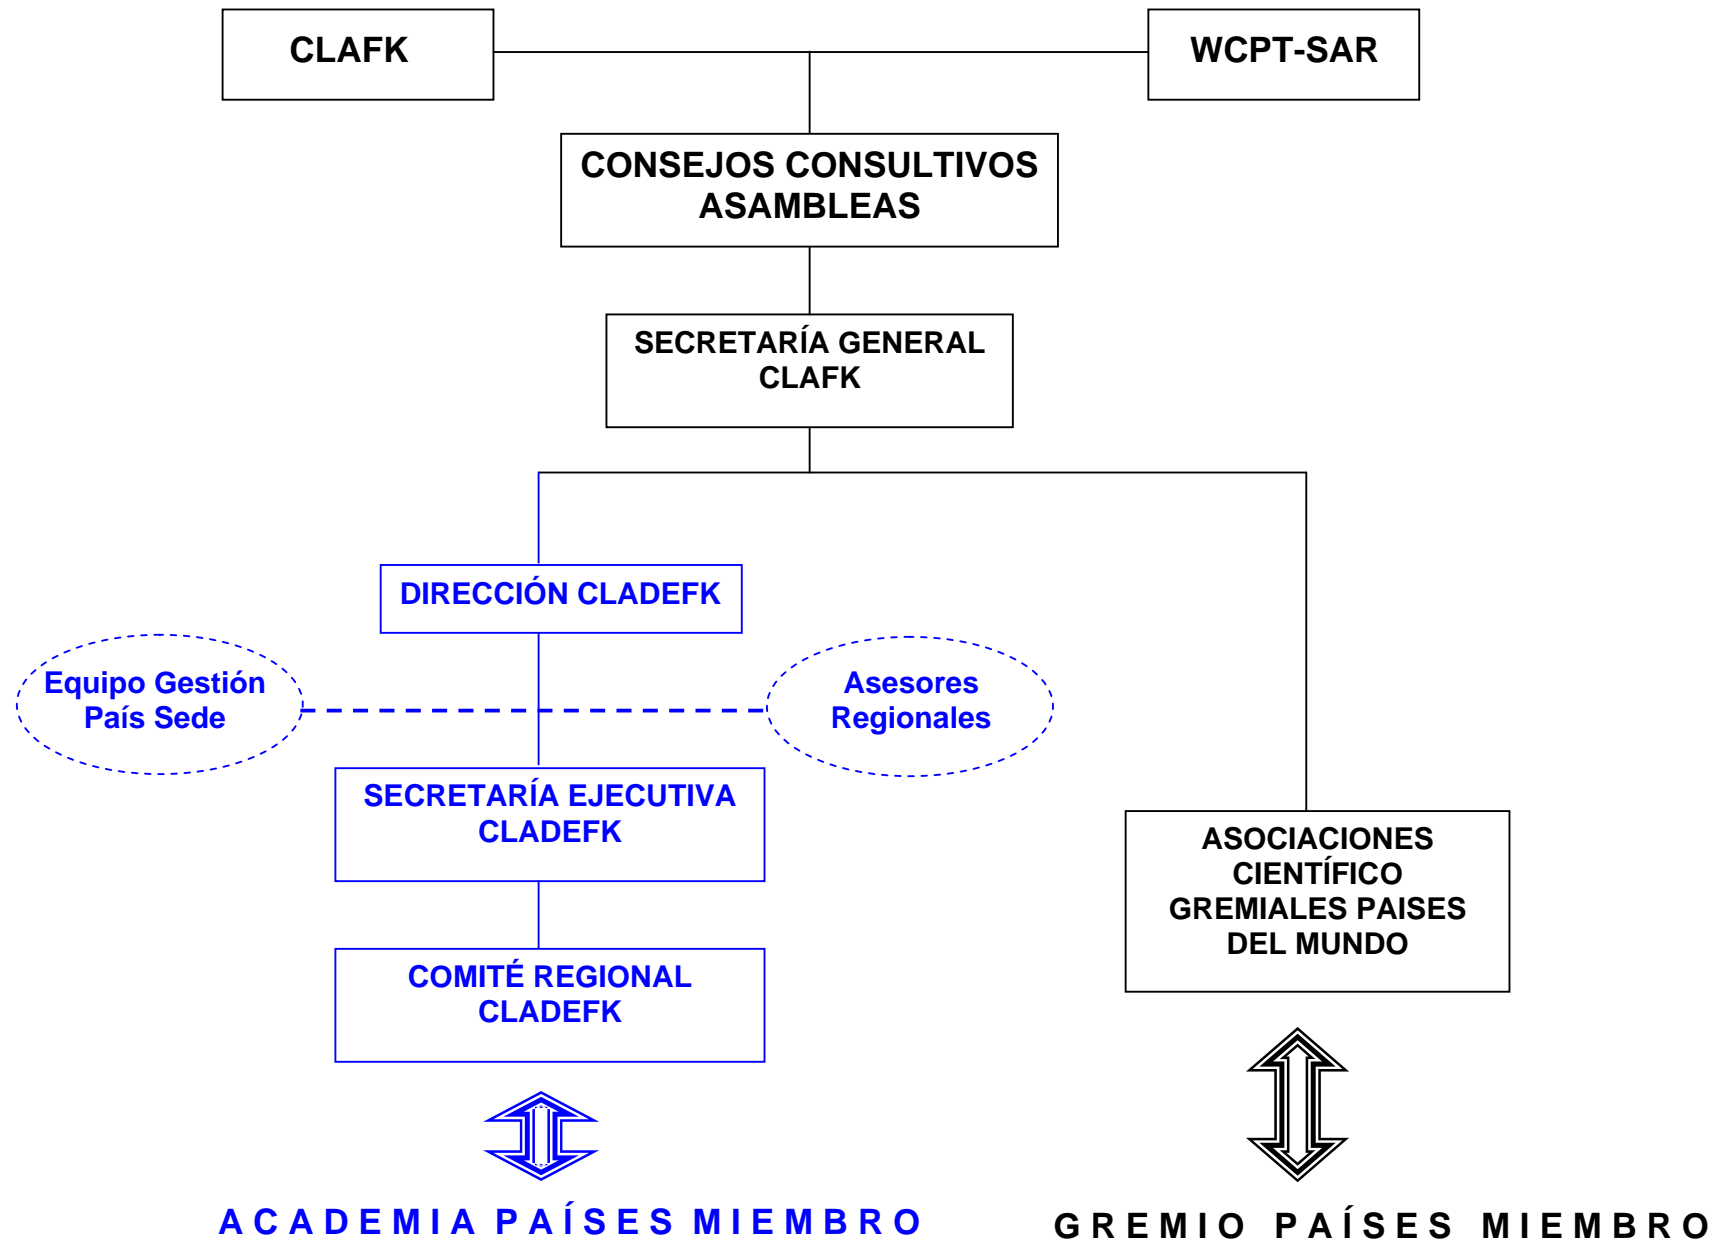 CLAFK
WCPT-SAR
CONSEJOS CONSULTIVOS
ASAMBLEAS
SECRETARÍA GENERAL
CLAFK
DIRECCIÓN CLADEFK
Equipo Gestión
País Sede
Asesores
Regionales
SECRETARÍA EJECUTIVA
CLADEFK
ASOCIACIONES
CIENTÍFICO
GREMIALES PAISES
DEL MUNDO
COMITÉ REGIONAL
CLADEFK
ACADEMIA PAÍSES MIEMBRO
GREMIO PAÍSES MIEMBRO